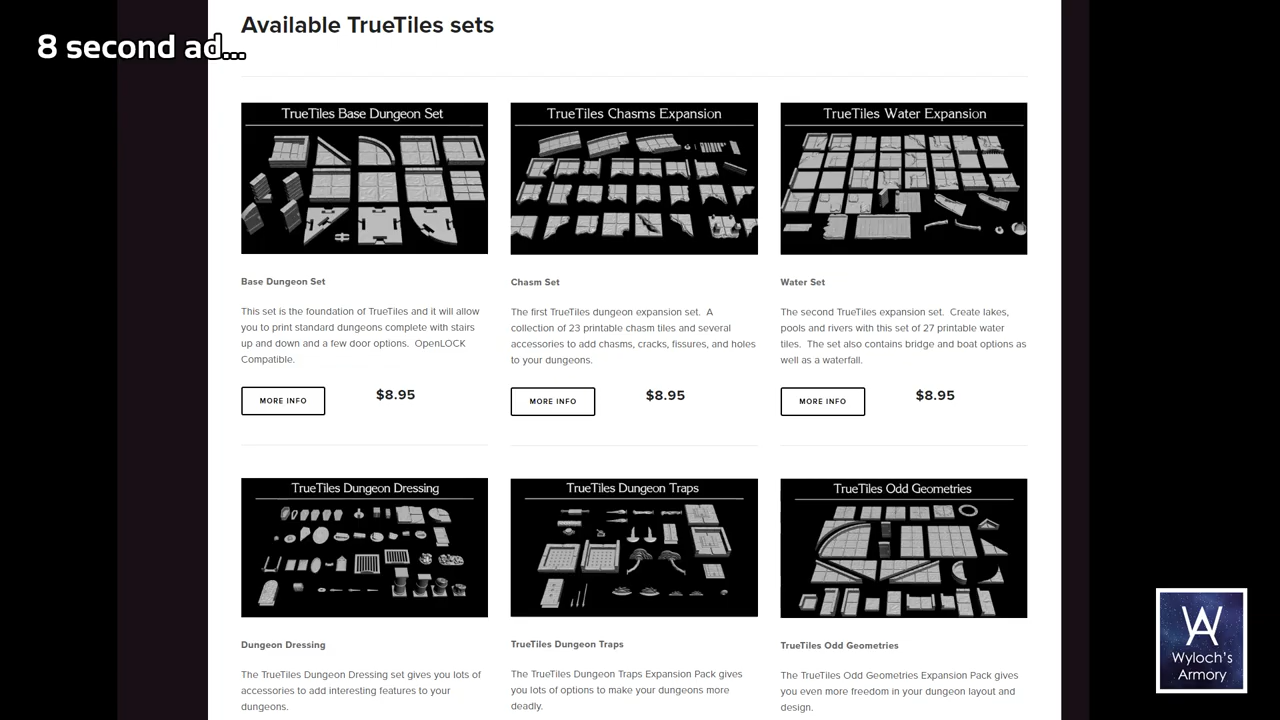 8 second ad...
Available TrueTiles sets
TrueTiles Base Dungeon Set
TrueTiles Chasms Expansion
TrueTiles Water Expansion
Base Dungeon Set
This set is the foundation of TrueTiles and it will allow
you to print standard dungeons complete with stairs
up and down and a few door options.  OpenLOCK
Compatible.
MORE INFO
$8.95
Chasm Set
The first TrueTiles dungeon expansion set.  A
collection of 23 printable chasm tiles and several
accessories to add chasms, cracks, fissures, and holes
to your dungeons.
MORE INFO
$8.95
Water Set
The second TrueTiles expansion set.  Create lakes,
pools and rivers with this set of 27 printable water
tiles.  The set also contains bridge and boat options as
well as a waterfall.
MORE INFO
$8.95
TrueTiles Dungeon Dressing
TrueTiles Dungeon Traps
TrueTiles Odd Geometries
Dungeon Dressing
The TrueTiles Dungeon Dressing set gives you lots of
accessories to add interesting features to your
dungeons.
TrueTiles Dungeon Traps
The TrueTiles Dungeon Traps Expansion Pack gives
you lots of options to make your dungeons more
deadly.
TrueTiles Odd Geometries
The TrueTiles Odd Geometries Expansion Pack gives
you even more freedom in your dungeon layout and
design.
WA
Wyloch's
Armory